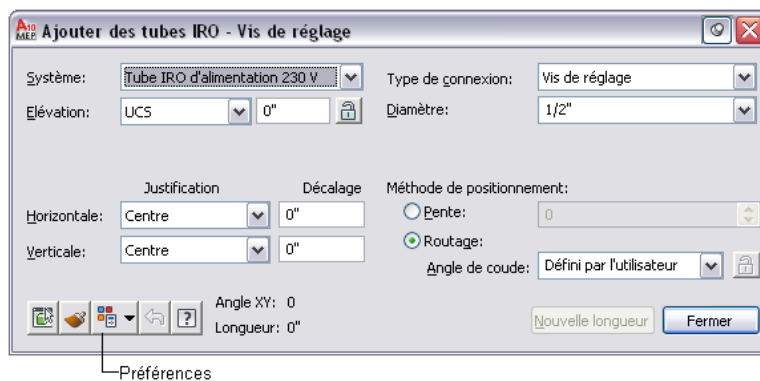 A10 MEP Ajouter des tubes IRO - Vis de réglage
Système: Tube IRO d'alimentation 230 V
Type de connexion: Vis de réglage
Elévation: UCS 0"
Diamètre: 1/2"
Justification Décalage
Méthode de positionnement:
Horizontale: Centre 0"
Pente: 0
Verticale: Centre 0"
Routage:
Angle de coude: Défini par l'utilisateur
Angle XY: 0
Longueur: 0"
Nouvelle longueur Fermer
Préférences